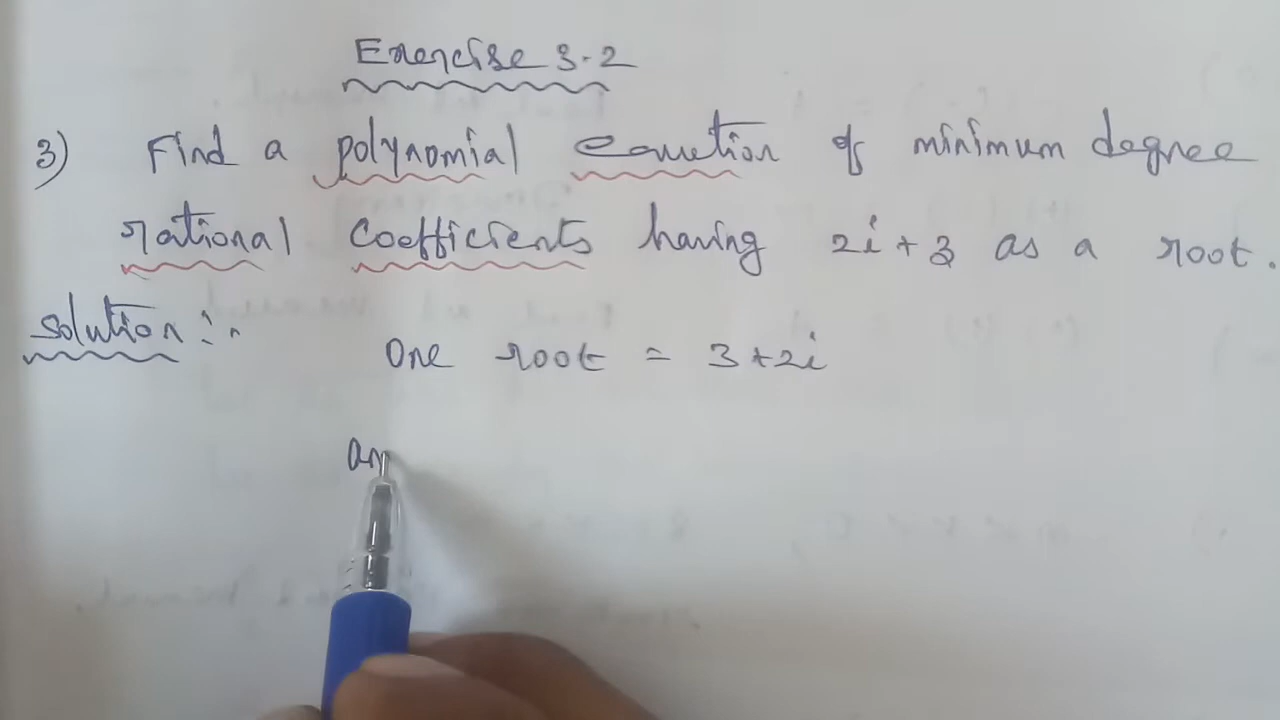 Exercise 3.2
3) Find a polynomial equation of minimum degree
rational coefficients having 2i+3 as a root.
solution :-
One root = 3+2i
an